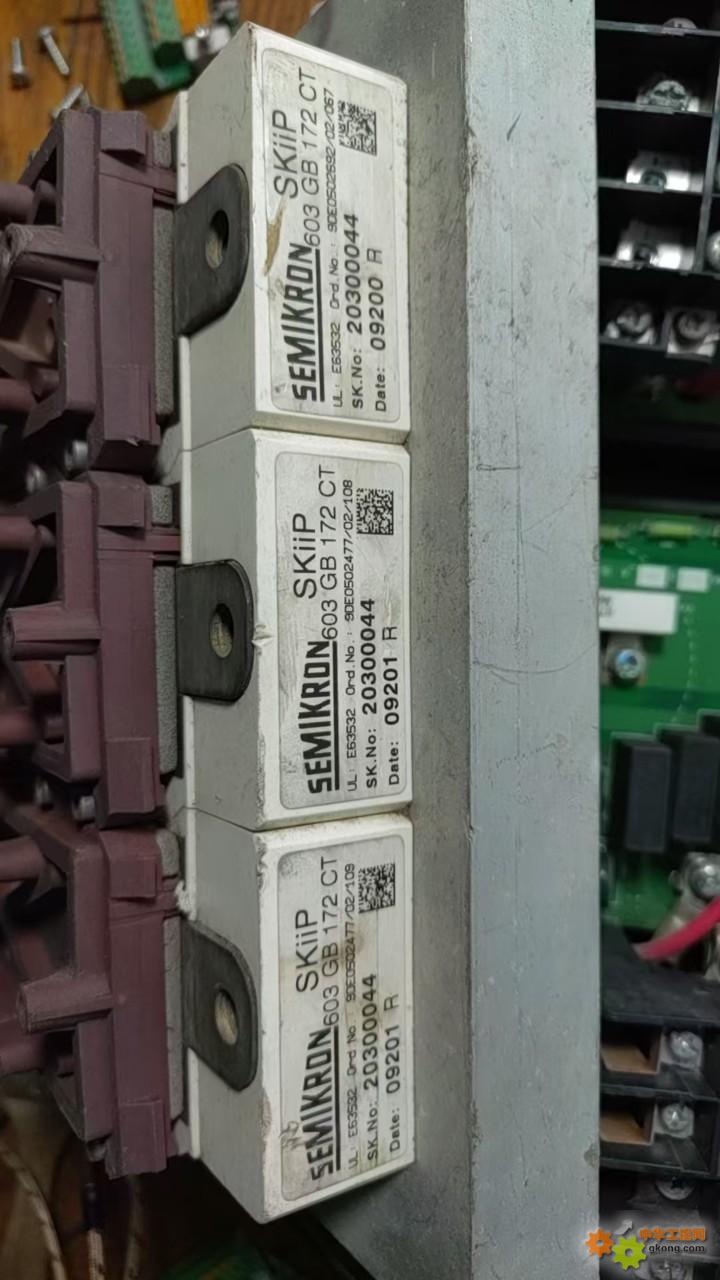 SEMIKRON SKiiP
603 GB 172 CT
UL: E63532 Ord.No.: 9DE0502692/02/067
SK.No: 20300044
Date: 09200 R
SEMIKRON SKiiP
603 GB 172 CT
UL: E63532 Ord.No.: 9DE0502477/02/108
SK.No: 20300044
Date: 09201 R
SEMIKRON SKiiP
603 GB 172 CT
UL: E63532 Ord.No.: 9DE0502477/02/109
SK.No: 20300044
Date: 09201 R
中华工控网
gkong.com